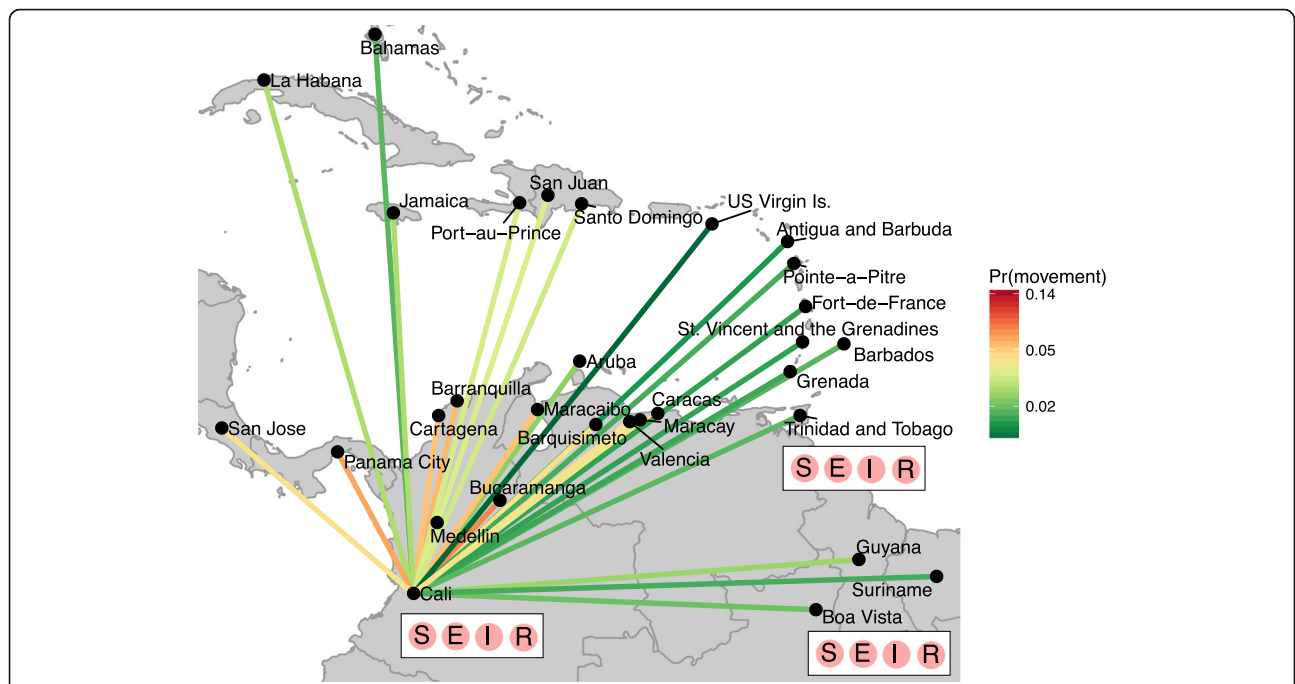 Bahamas
La Habana
San Juan
Jamaica
US Virgin Is.
Santo Domingo
Port−au−Prince
Antigua and Barbuda
Pointe−a−Pitre
Pr(movement)
0.14
Fort−de−France
St. Vincent and the Grenadines
0.05
Barbados
Aruba
Grenada
Barranquilla
Caracas
0.02
Maracaibo
Cartagena
San Jose
Maracay
Trinidad and Tobago
Barquisimeto
Panama City
Valencia
S E I R
Bucaramanga
Medellin
Guyana
Suriname
Cali
Boa Vista
S E I R
S E I R